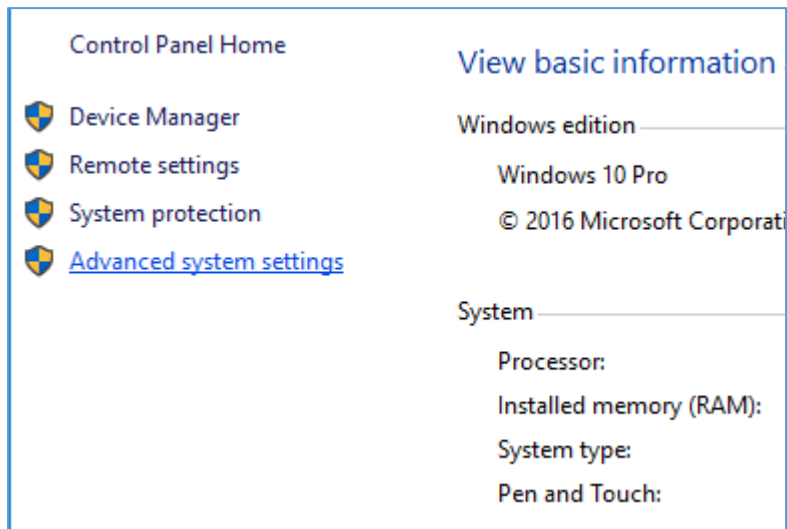 Control Panel Home
Device Manager
Remote settings
System protection
Advanced system settings
View basic information
Windows edition
Windows 10 Pro
© 2016 Microsoft
System
Processor:
Installed memory (RAM):
System type:
Pen and Touch: